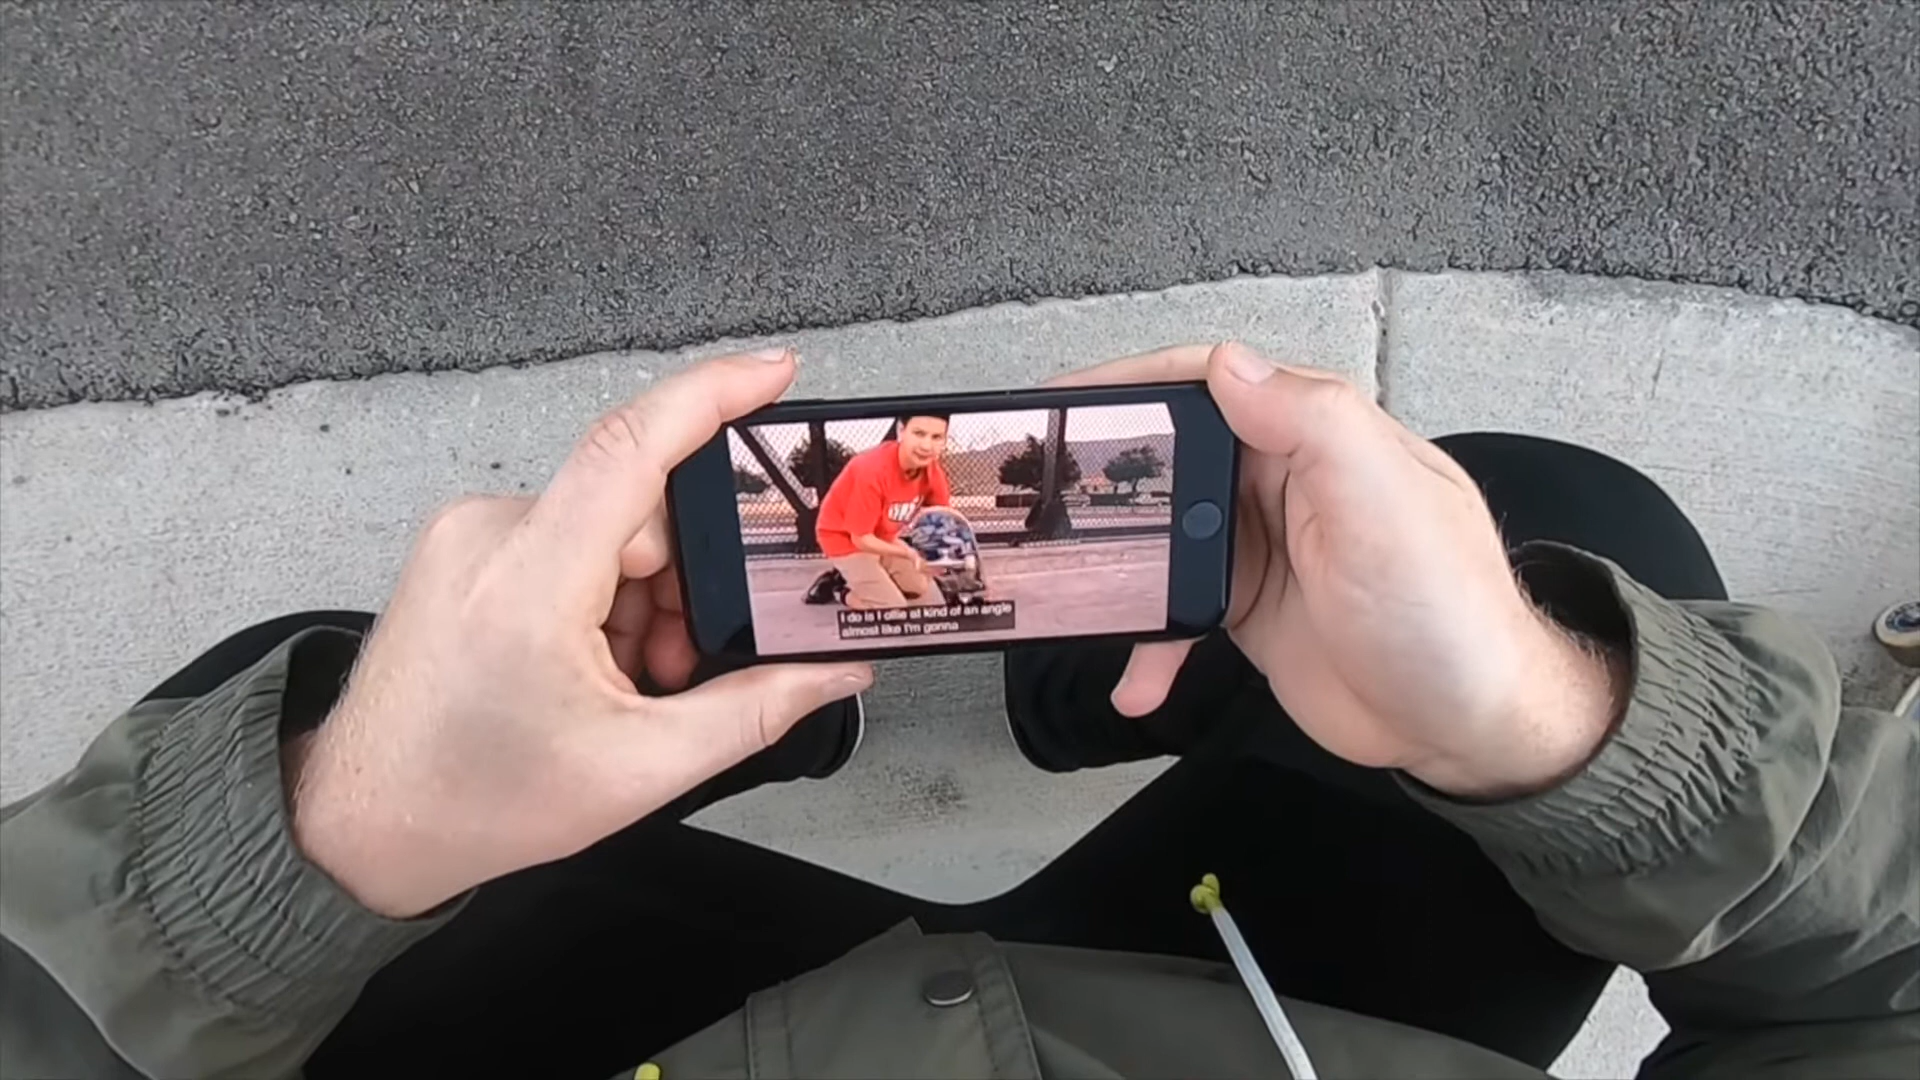 I do is I ollie at kind of an angle
almost like I'm gonna